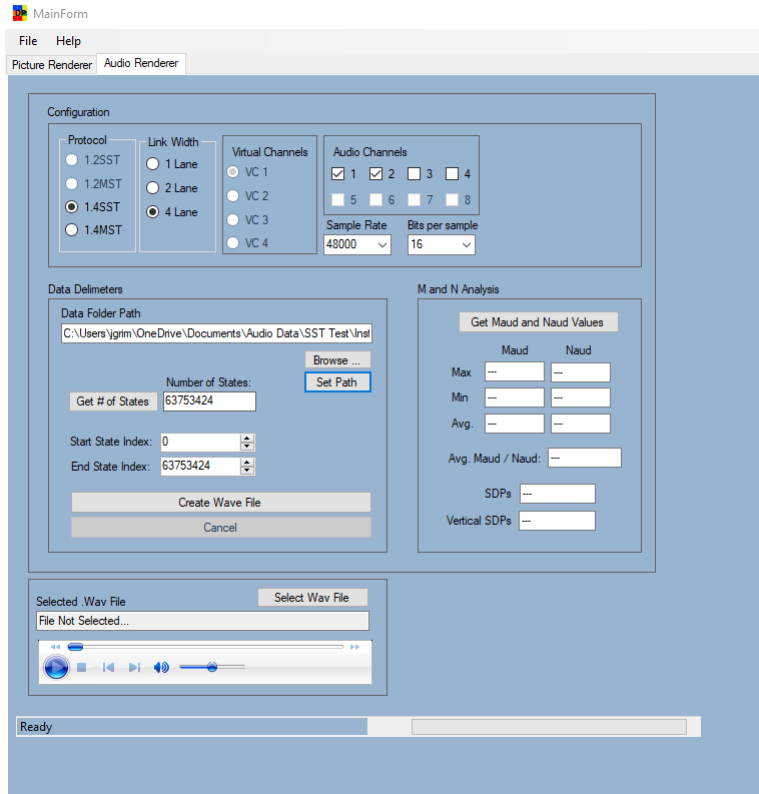 DR MainForm
File Help
Picture Renderer Audio Renderer
Configuration
Protocol
1.2SST
1.2MST
1.4SST
1.4MST
Link Width
1 Lane
2 Lane
4 Lane
Virtual Channels
VC 1
VC 2
VC 3
VC 4
Audio Channels
1 2 3 4
5 6 7 8
Sample Rate Bits per sample
48000 16
Data Delimeters
Data Folder Path
C:\Users\jgrim\OneDrive\Documents\Audio Data\SST Test\Inst
Browse ...
Set Path
Number of States:
Get # of States 63753424
Start State Index: 0
End State Index: 63753424
Create Wave File
Cancel
M and N Analysis
Get Maud and Naud Values
Maud Naud
Max --- ---
Min --- ---
Avg. --- ---
Avg. Maud / Naud: ---
SDPs ---
Vertical SDPs ---
Selected .Wav File Select Wav File
File Not Selected...
Ready